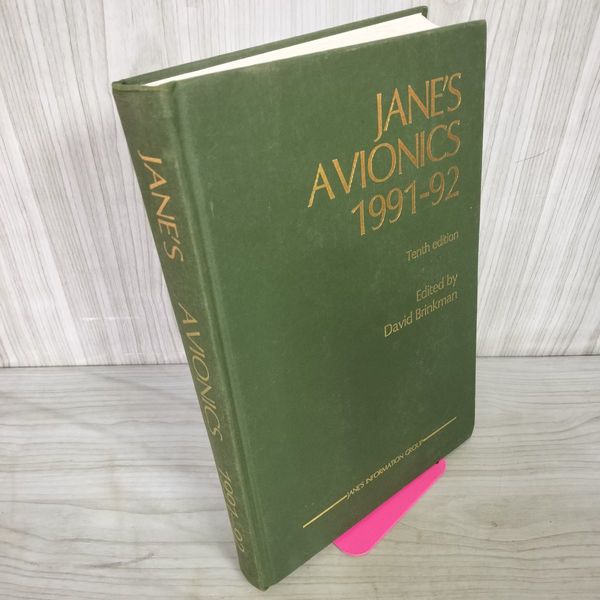 JANE'S
AVIONICS
1991-92
Tenth edition
Edited by
David Brinkman
JANE'S INFORMATION GROUP
JANE'S AVIONICS 1991-92